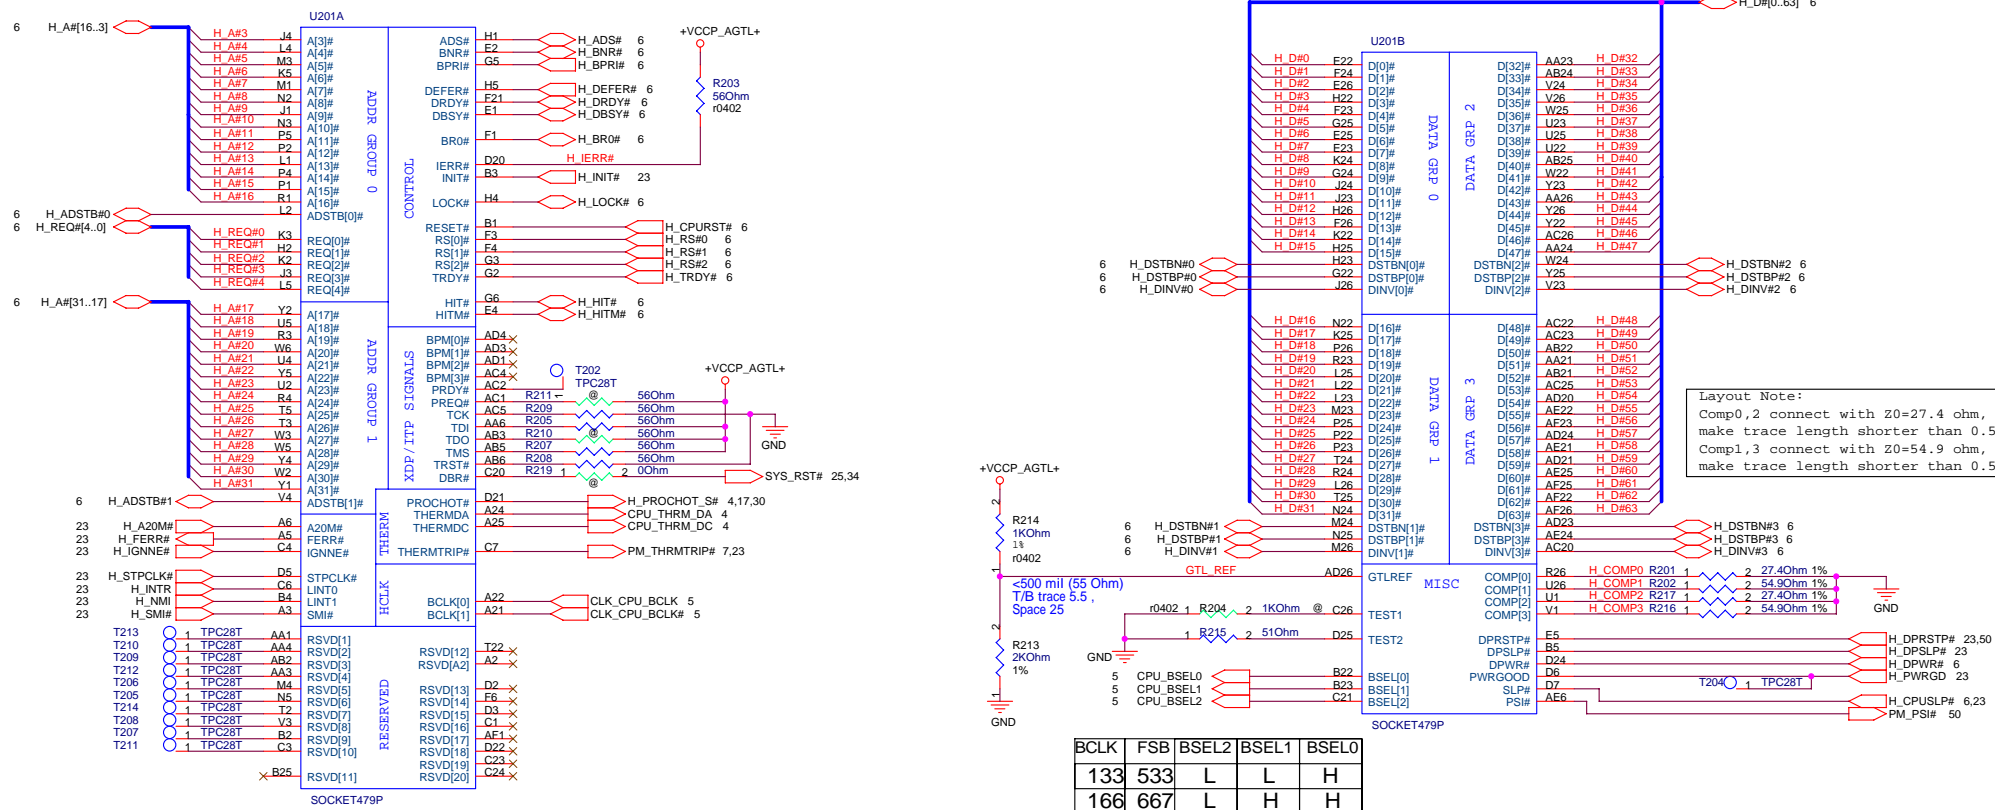 U201A
6 H_A#[16..3]
H_A#3 J4 A[3]#
H_A#4 L4 A[4]#
H_A#5 M3 A[5]#
H_A#6 K5 A[6]#
H_A#7 M1 A[7]#
H_A#8 N2 A[8]#
H_A#9 J1 A[9]#
H_A#10 N3 A[10]#
H_A#11 P5 A[11]#
H_A#12 P2 A[12]#
H_A#13 L1 A[13]#
H_A#14 P4 A[14]#
H_A#15 P1 A[15]#
H_A#16 R1 A[16]#
6 H_ADSTB#0 L2 ADSTB[0]#
6 H_REQ#[4..0]
H_REQ#0 K3 REQ[0]#
H_REQ#1 H2 REQ[1]#
H_REQ#2 K2 REQ[2]#
H_REQ#3 J3 REQ[3]#
H_REQ#4 L5 REQ[4]#
ADDR GROUP 0
6 H_A#[31..17]
H_A#17 Y2 A[17]#
H_A#18 U5 A[18]#
H_A#19 R3 A[19]#
H_A#20 W6 A[20]#
H_A#21 U4 A[21]#
H_A#22 Y5 A[22]#
H_A#23 U2 A[23]#
H_A#24 R4 A[24]#
H_A#25 T5 A[25]#
H_A#26 T3 A[26]#
H_A#27 W3 A[27]#
H_A#28 W5 A[28]#
H_A#29 Y4 A[29]#
H_A#30 W2 A[30]#
H_A#31 Y1 A[31]#
6 H_ADSTB#1 V4 ADSTB[1]#
ADDR GROUP 1
23 H_A20M# A6 A20M#
23 H_FERR# A5 FERR#
23 H_IGNNE# C4 IGNNE#
23 H_STPCLK# D5 STPCLK#
23 H_INTR C6 LINT0
23 H_NMI B4 LINT1
23 H_SMI# A3 SMI#
T213 1 TPC28T AA1 RSVD[1]
T210 1 TPC28T AA4 RSVD[2]
T209 1 TPC28T AB2 RSVD[3]
T212 1 TPC28T AA3 RSVD[4]
T206 1 TPC28T M4 RSVD[5]
T205 1 TPC28T N5 RSVD[6]
T214 1 TPC28T T2 RSVD[7]
T208 1 TPC28T V3 RSVD[8]
T207 1 TPC28T B2 RSVD[9]
T211 1 TPC28T C3 RSVD[10]
B25 RSVD[11]
CONTROL
ADS# H1 H_ADS# 6
BNR# E2 H_BNR# 6
BPRI# G5 H_BPRI# 6
DEFER# H5 H_DEFER# 6
DRDY# F21 H_DRDY# 6
DBSY# E1 H_DBSY# 6
BR0# F1 H_BR0# 6
IERR# D20 H_IERR#
INIT# B3 H_INIT# 23
LOCK# H4 H_LOCK# 6
RESET# B1 H_CPURST# 6
RS[0]# F3 H_RS#0 6
RS[1]# F4 H_RS#1 6
RS[2]# G3 H_RS#2 6
TRDY# G2 H_TRDY# 6
HIT# G6 H_HIT# 6
HITM# E4 H_HITM# 6
+VCCP_AGTL+
R203
56Ohm
r0402
XDP/ITP SIGNALS
BPM[0]# AD4
BPM[1]# AD3
BPM[2]# AD1
BPM[3]# AC4
PRDY# AC2
T202
TPC28T
1
+VCCP_AGTL+
PREQ# AC1 R211 @ 56Ohm
TCK AC5 R209 56Ohm
TDI AA6 R205 56Ohm
TDO AB3 R210 @ 56Ohm
TMS AB5 R207 56Ohm
TRST# AB6 R208 56Ohm
DBR# C20 R219 1 @ 2 0Ohm SYS_RST# 25,34
GND
THERM
PROCHOT# D21 H_PROCHOT_S# 4,17,30
THERMDA A24 CPU_THRM_DA 4
THERMDC A25 CPU_THRM_DC 4
THERMTRIP# C7 PM_THRMTRIP# 7,23
HCLK
BCLK[0] A22 CLK_CPU_BCLK 5
BCLK[1] A21 CLK_CPU_BCLK# 5
RESERVED
RSVD[12] T22
RSVD[A2] A2
RSVD[13] D2
RSVD[14] F6
RSVD[15] D3
RSVD[16] C1
RSVD[17] AF1
RSVD[18] D22
RSVD[19] C23
RSVD[20] C24
SOCKET479P
H_D#[0..63] 6
U201B
H_D#0 E22 D[0]#
H_D#1 F24 D[1]#
H_D#2 E26 D[2]#
H_D#3 H22 D[3]#
H_D#4 F23 D[4]#
H_D#5 G25 D[5]#
H_D#6 E25 D[6]#
H_D#7 E23 D[7]#
H_D#8 K24 D[8]#
H_D#9 G24 D[9]#
H_D#10 J24 D[10]#
H_D#11 J23 D[11]#
H_D#12 H26 D[12]#
H_D#13 F26 D[13]#
H_D#14 K22 D[14]#
H_D#15 H25 D[15]#
6 H_DSTBN#0 H23 DSTBN[0]#
6 H_DSTBP#0 G22 DSTBP[0]#
6 H_DINV#0 J26 DINV[0]#
DATA GRP 0
H_D#16 N22 D[16]#
H_D#17 K25 D[17]#
H_D#18 P26 D[18]#
H_D#19 R23 D[19]#
H_D#20 L25 D[20]#
H_D#21 L22 D[21]#
H_D#22 L23 D[22]#
H_D#23 M23 D[23]#
H_D#24 P25 D[24]#
H_D#25 P22 D[25]#
H_D#26 P23 D[26]#
H_D#27 T24 D[27]#
H_D#28 R24 D[28]#
H_D#29 L26 D[29]#
H_D#30 T25 D[30]#
H_D#31 N24 D[31]#
6 H_DSTBN#1 M24 DSTBN[1]#
6 H_DSTBP#1 N25 DSTBP[1]#
6 H_DINV#1 M26 DINV[1]#
DATA GRP 1
DATA GRP 2
D[32]# AA23 H_D#32
D[33]# AB24 H_D#33
D[34]# V24 H_D#34
D[35]# V26 H_D#35
D[36]# W25 H_D#36
D[37]# U23 H_D#37
D[38]# U25 H_D#38
D[39]# U22 H_D#39
D[40]# AB25 H_D#40
D[41]# W22 H_D#41
D[42]# Y23 H_D#42
D[43]# AA26 H_D#43
D[44]# Y26 H_D#44
D[45]# Y22 H_D#45
D[46]# AC26 H_D#46
D[47]# AA24 H_D#47
DSTBN[2]# W24 H_DSTBN#2 6
DSTBP[2]# Y25 H_DSTBP#2 6
DINV[2]# V23 H_DINV#2 6
DATA GRP 3
D[48]# AC22 H_D#48
D[49]# AC23 H_D#49
D[50]# AB22 H_D#50
D[51]# AA21 H_D#51
D[52]# AB21 H_D#52
D[53]# AC25 H_D#53
D[54]# AD20 H_D#54
D[55]# AE22 H_D#55
D[56]# AF23 H_D#56
D[57]# AD24 H_D#57
D[58]# AE21 H_D#58
D[59]# AD21 H_D#59
D[60]# AE25 H_D#60
D[61]# AF25 H_D#61
D[62]# AF22 H_D#62
D[63]# AF26 H_D#63
DSTBN[3]# AD23 H_DSTBN#3 6
DSTBP[3]# AE24 H_DSTBP#3 6
DINV[3]# AC20 H_DINV#3 6
Layout Note:
Comp0,2 connect with Z0=27.4 ohm,
make trace length shorter than 0.5
Comp1,3 connect with Z0=54.9 ohm,
make trace length shorter than 0.5
+VCCP_AGTL+
2
R214
1KOhm
1%
r0402
1
GTL_REF AD26 GTLREF
<500 mil (55 Ohm)
T/B trace 5.5 ,
Space 25
2
R213
2KOhm
1%
1
GND
MISC
r0402 1 R204 2 1KOhm @ C26 TEST1
1 R215 2 51Ohm D25 TEST2
GND
5 CPU_BSEL0 B22 BSEL[0]
5 CPU_BSEL1 B23 BSEL[1]
5 CPU_BSEL2 C21 BSEL[2]
COMP[0] R26 H_COMP0 R201 1 2 27.4Ohm 1%
COMP[1] U26 H_COMP1 R202 1 2 54.9Ohm 1%
COMP[2] U1 H_COMP2 R217 1 2 27.4Ohm 1%
COMP[3] V1 H_COMP3 R216 1 2 54.9Ohm 1%
GND
DPRSTP# E5 H_DPRSTP# 23,50
DPSLP# B5 H_DPSLP# 23
DPWR# D24 H_DPWR# 6
PWRGOOD D6 H_PWRGD 23
T204 1 TPC28T
SLP# D7 H_CPUSLP# 6,23
PSI# AE6 PM_PSI# 50
SOCKET479P
BCLK FSB BSEL2 BSEL1 BSEL0
133 533 L L H
166 667 L H H